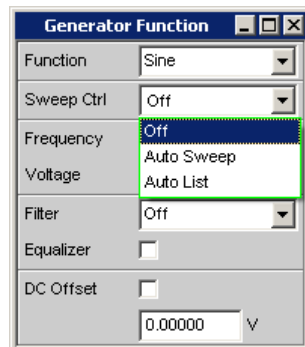 Generator Function
Function Sine
Sweep Ctrl Off
Frequency Off
Auto Sweep
Voltage Auto List
Filter Off
Equalizer
DC Offset
0.00000 V